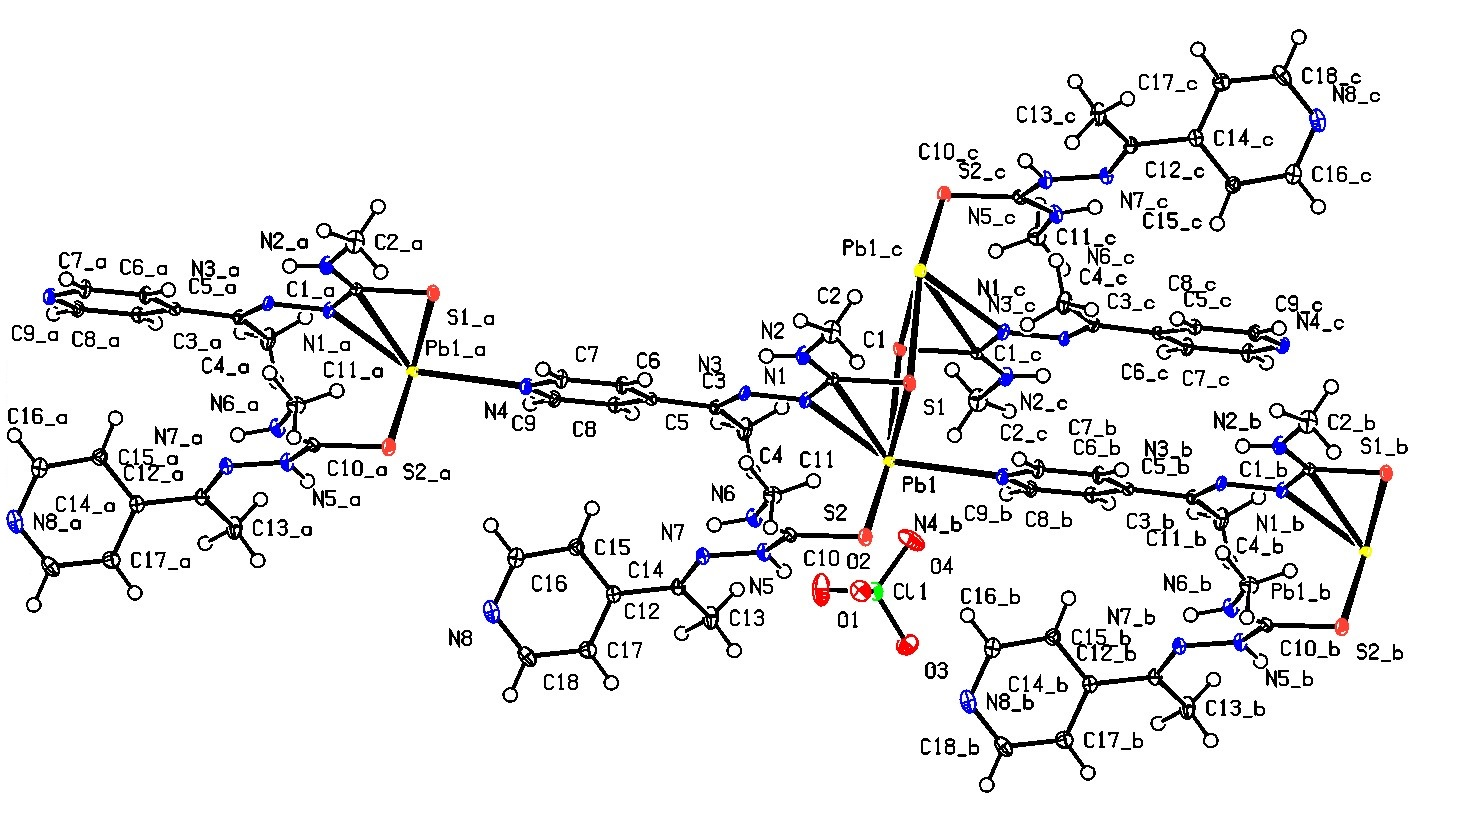 C18_c
C17_c
N8_c
C13_c
C14_c
C10_c
S2_c
C12_c
C16_c
N7_c
N5_c
C15_c
C11_c
N2_a
C2_a
Pb1_c
N6_c
C7_a
C6_a
N3_a
C4_c
C8_c
C5_a
C1_a
N1_c
N3_c
C3_c
C2
C5_c
C9_c
S1_a
N2
N4_c
C9_a
C8_a
C3_a
N1_a
Pb1_a
C1
C1_c
C7
C6
N3
C4_a
C11_a
C3
N1
C6_c
C7_c
N6_a
N4
C9
C8
C5
S1
N2_c
C16_a
C2_c
C7_b
N2_b
C2_b
N7_a
C6_b
N3_b
S1_b
C15_a
C4
C11
C5_b
C1_b
C12_a
C10_a
S2_a
Pb1
N5_a
N6
S2
C9_b
C8_b
C3_b
N1_b
C14_a
N4_b
C11_b
C4_b
N8_a
C13_a
N7
C15
C10
O2
O4
C17_a
C16
C14
N5
Cl1
N6_b
Pb1_b
C12
C13
O1
C16_b
N7_b
N8
C17
C15_b
C12_b
C10_b
S2_b
O3
N5_b
C18
C14_b
N8_b
C13_b
C18_b
C17_b